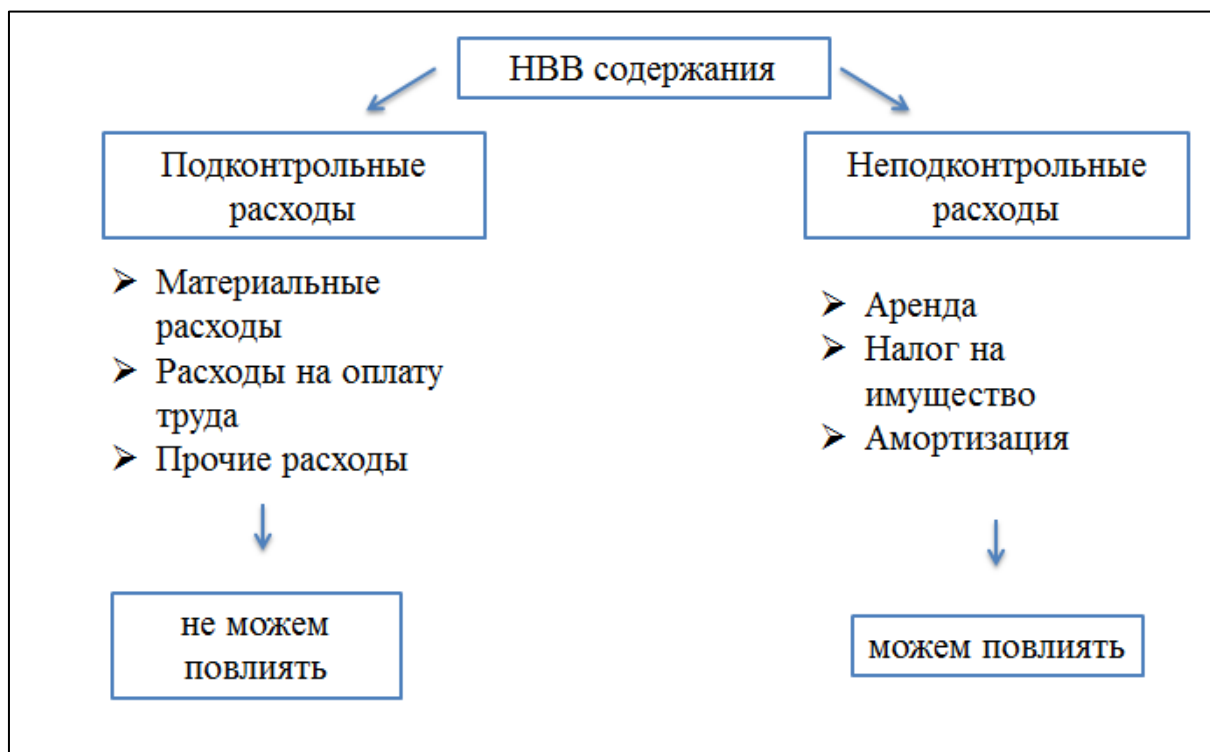 НВВ содержания
Подконтрольные
расходы
➢ Материальные
расходы
➢ Расходы на оплату
труда
➢ Прочие расходы
не можем
повлиять
Неподконтрольные
расходы
➢ Аренда
➢ Налог на
имущество
➢ Амортизация
можем повлиять